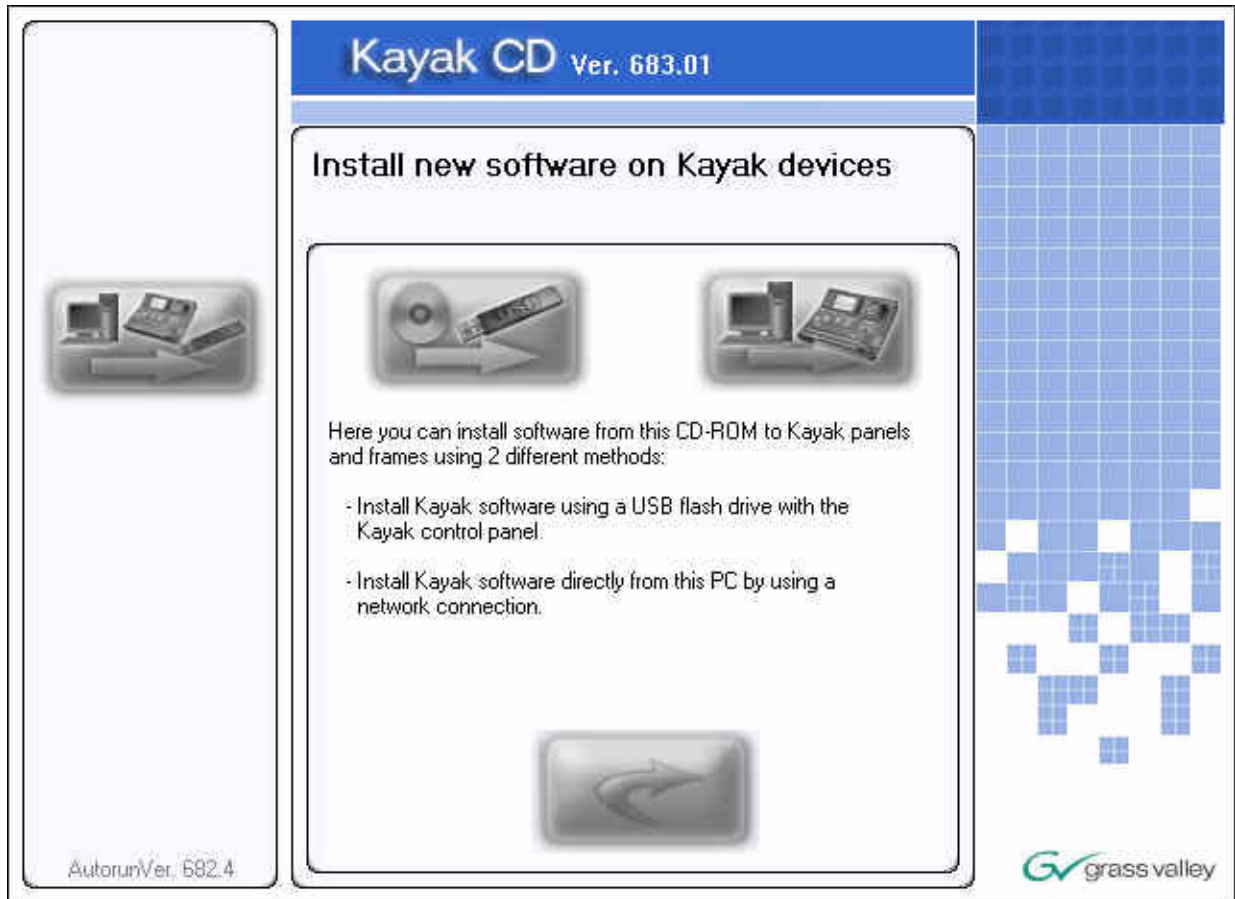 Kayak CD Ver. 683.01
Install new software on Kayak devices
Here you can install software from this CD-ROM to Kayak panels
and frames using 2 different methods:
- Install Kayak software using a USB flash drive with the
Kayak control panel.
- Install Kayak software directly from this PC by using a
network connection.
AutorunVer. 682.4
GV grass valley